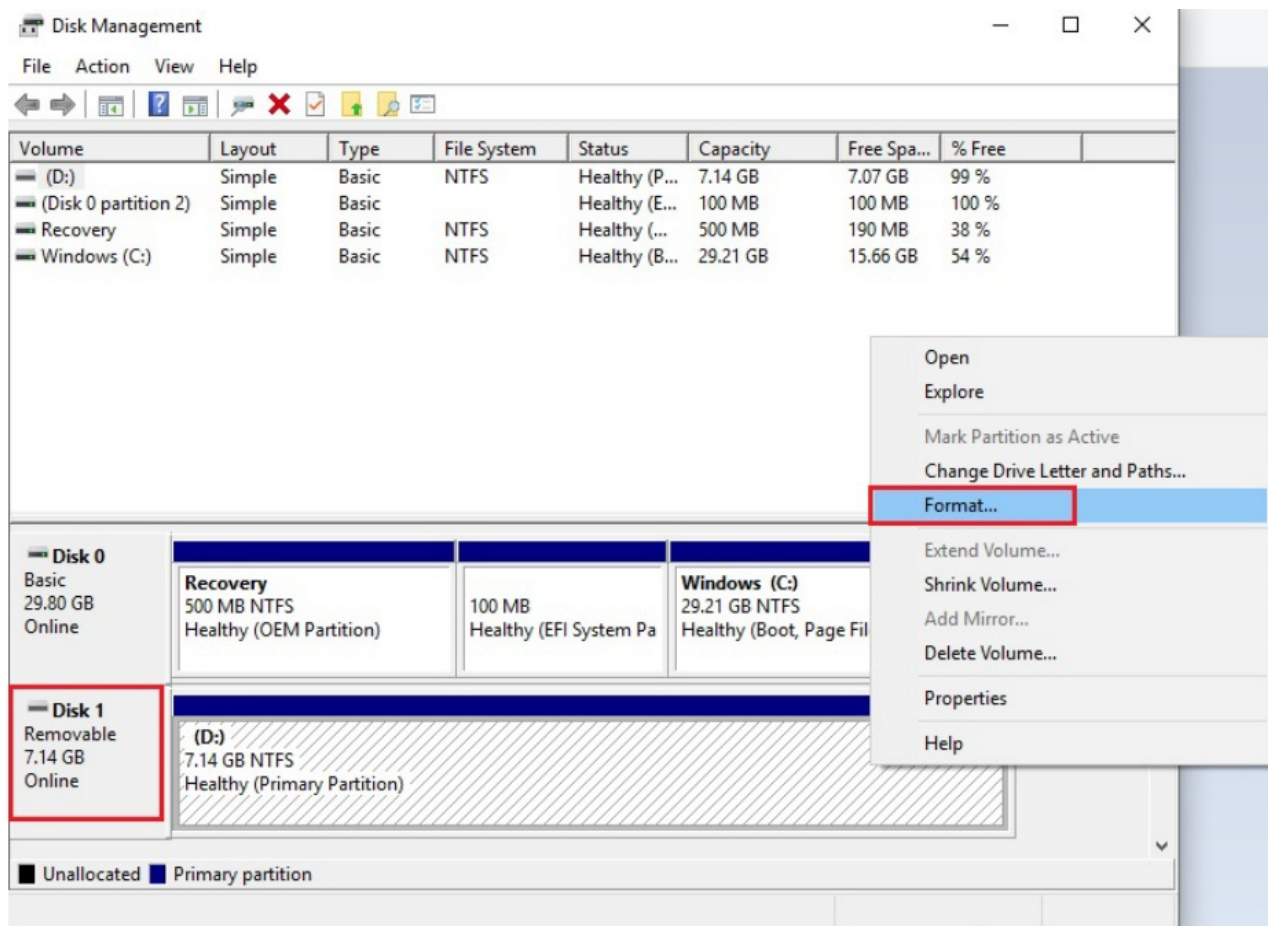 Disk Management
File Action View Help
Volume Layout Type File System Status Capacity Free Spa... % Free
(D:) Simple Basic NTFS Healthy (P... 7.14 GB 7.07 GB 99 %
(Disk 0 partition 2) Simple Basic Healthy (E... 100 MB 100 MB 100 %
Recovery Simple Basic NTFS Healthy (... 500 MB 190 MB 38 %
Windows (C:) Simple Basic NTFS Healthy (B... 29.21 GB 15.66 GB 54 %
Open
Explore
Mark Partition as Active
Change Drive Letter and Paths...
Format...
Extend Volume...
Shrink Volume...
Add Mirror...
Delete Volume...
Properties
Help
Disk 0
Basic
29.80 GB
Online
Recovery
500 MB NTFS
Healthy (OEM Partition)
100 MB
Healthy (EFI System Pa
Windows (C:)
29.21 GB NTFS
Healthy (Boot, Page Fil
Disk 1
Removable
7.14 GB
Online
(D:)
7.14 GB NTFS
Healthy (Primary Partition)
Unallocated Primary partition